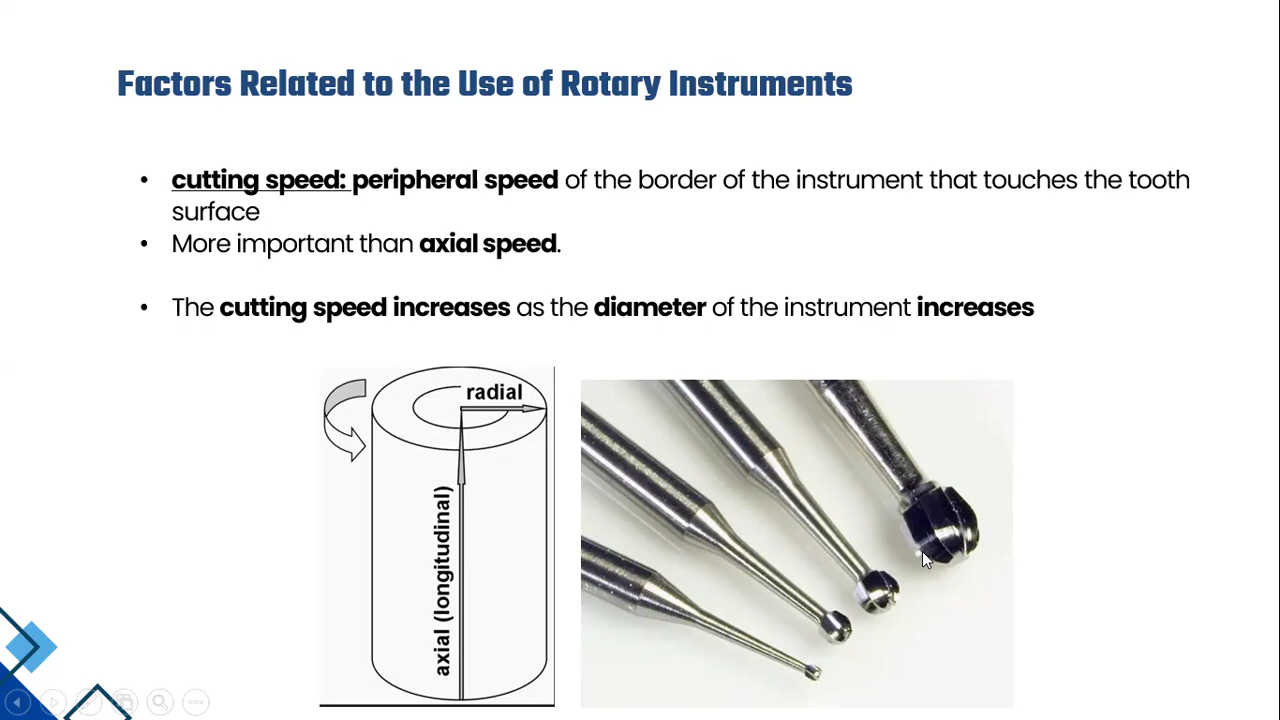 Factors Related to the Use of Rotary Instruments
• cutting speed: peripheral speed of the border of the instrument that touches the tooth
surface
• More important than axial speed.
• The cutting speed increases as the diameter of the instrument increases
radial
axial (longitudinal)